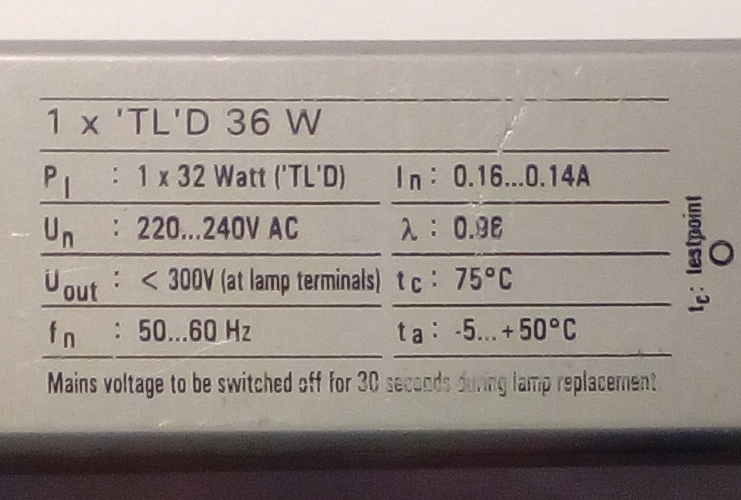 1 x 'TL'D 36 W
Pl : 1 x 32 Watt ('TL'D) In : 0.16...0.14A
Un : 220...240V AC λ : 0.96
Uout : < 300V (at lamp terminals) tc : 75°C
fn : 50...60 Hz ta : -5...+50°C
Mains voltage to be switched off for 30 seconds during lamp replacement
tc: testpoint